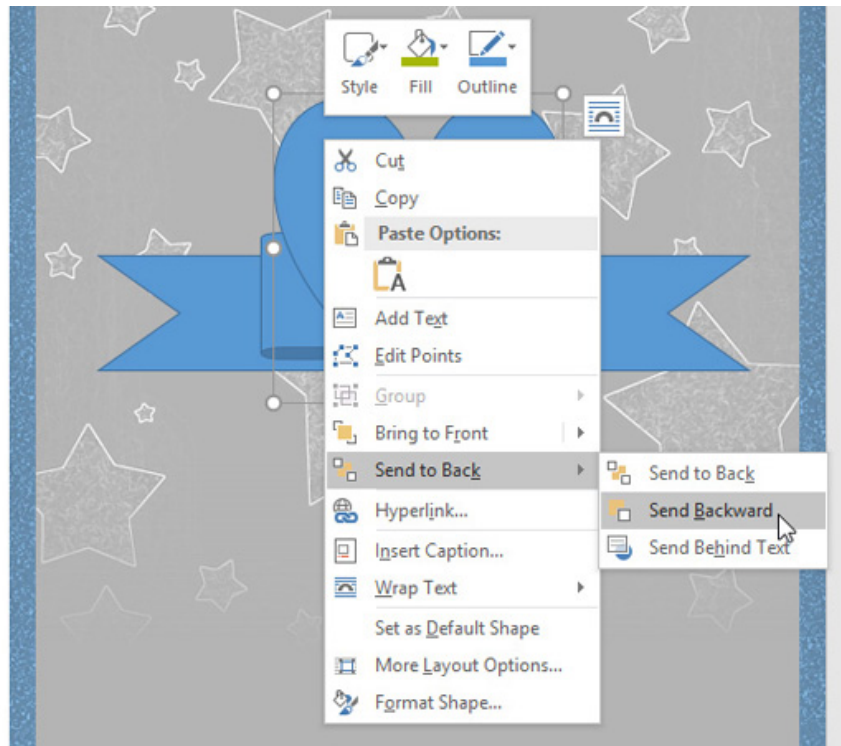 Style Fill Outline
Cut
Copy
Paste Options:
A
Add Text
Edit Points
Group
Bring to Front
Send to Back
Send to Back
Send Backward
Send Behind Text
Hyperlink...
Insert Caption...
Wrap Text
Set as Default Shape
More Layout Options...
Format Shape...